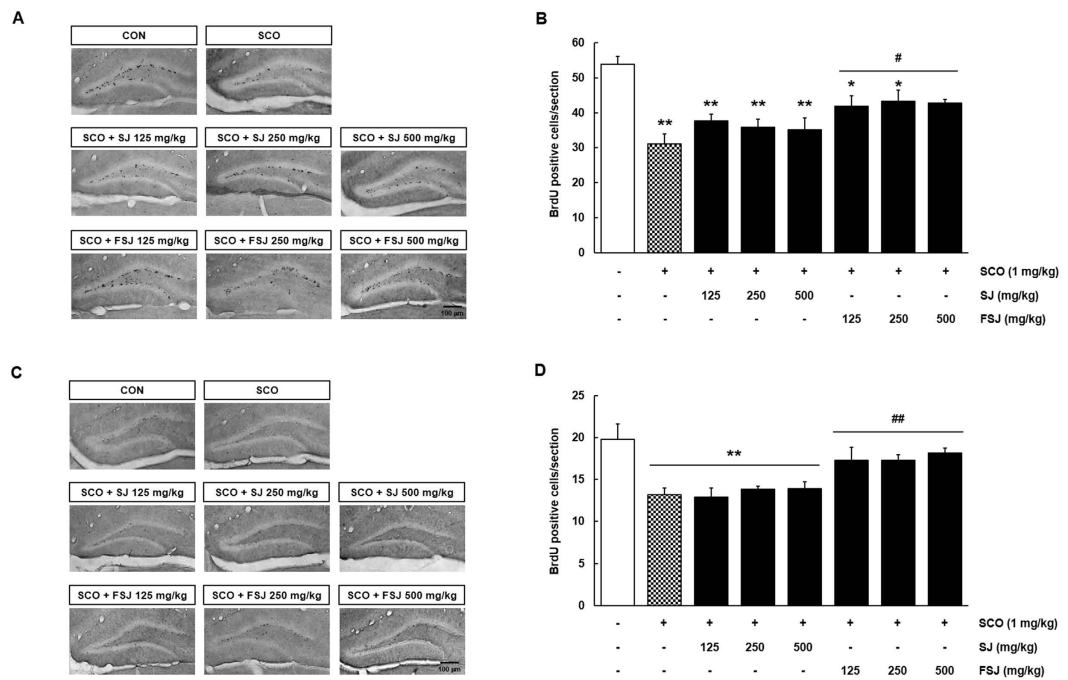 A
CON SCO
SCO + SJ 125 mg/kg SCO + SJ 250 mg/kg SCO + SJ 500 mg/kg
SCO + FSJ 125 mg/kg SCO + FSJ 250 mg/kg SCO + FSJ 500 mg/kg
100 µm
B
BrdU positive cells/section
60
50
40
30
20
10
0
** ** ** ** * * #
- + + + + + + + SCO (1 mg/kg)
- - 125 250 500 - - - SJ (mg/kg)
- - - - - 125 250 500 FSJ (mg/kg)
C
CON SCO
SCO + SJ 125 mg/kg SCO + SJ 250 mg/kg SCO + SJ 500 mg/kg
SCO + FSJ 125 mg/kg SCO + FSJ 250 mg/kg SCO + FSJ 500 mg/kg
100 µm
D
BrdU positive cells/section
25
20
15
10
5
0
** ##
- + + + + + + + SCO (1 mg/kg)
- - 125 250 500 - - - SJ (mg/kg)
- - - - - 125 250 500 FSJ (mg/kg)